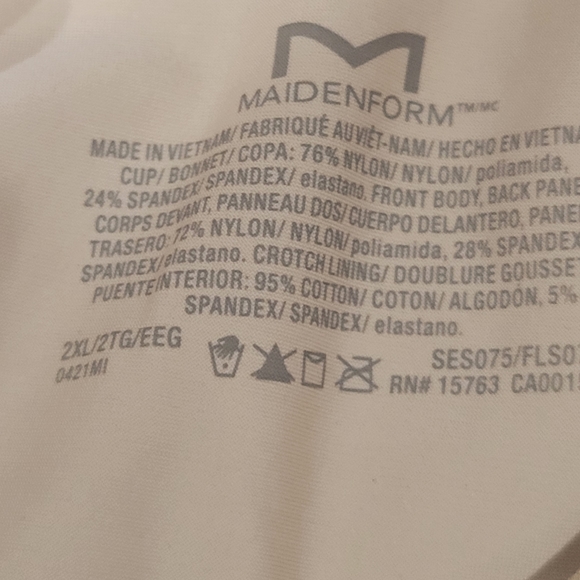 MAIDENFORM™/MC
MADE IN VIETNAM/ FABRIQUÉ AU VIÊT-NAM/ HECHO EN VIETNA
CUP/ BONNET/ COPA: 76% NYLON/ NYLON/ poliamida,
24% SPANDEX/ SPANDEX/ elastano. FRONT BODY, BACK PANE
CORPS DEVANT, PANNEAU DOS/ CUERPO DELANTERO, PANE
TRASERO: 72% NYLON/ NYLON/ poliamida, 28% SPANDEX
SPANDEX/ elastano. CROTCH LINING/ DOUBLURE GOUSSE
PUENTE INTERIOR: 95% COTTON/ COTON/ ALGODÓN, 5%
SPANDEX/ SPANDEX/ elastano.
2XL/2TG/EEG
0421MI
SES075/FLS07
RN# 15763 CA001